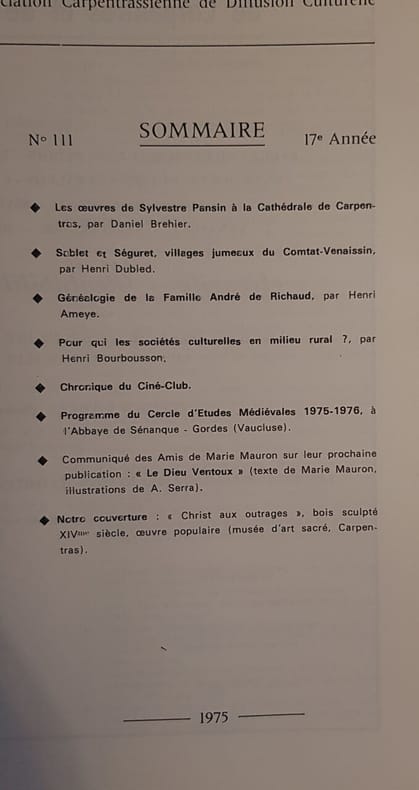 ciation Carpentrassienne de Diffusion Culturelle
SOMMAIRE
N° 111
17e Année
◆ Les œuvres de Sylvestre Pansin à la Cathédrale de Carpen-
tras, par Daniel Brehier.
◆ Sablet et Séguret, villages jumeaux du Comtat-Venaissin,
par Henri Dubled.
◆ Généalogie de la Famille André de Richaud, par Henri
Ameye.
◆ Pour qui les sociétés culturelles en milieu rural ?, par
Henri Bourbousson.
◆ Chronique du Ciné-Club.
◆ Programme du Cercle d'Etudes Médiévales 1975-1976, à
l'Abbaye de Sénanque - Gordes (Vaucluse).
◆ Communiqué des Amis de Marie Mauron sur leur prochaine
publication : « Le Dieu Ventoux » (texte de Marie Mauron,
illustrations de A. Serra).
◆ Notre couverture : « Christ aux outrages », bois sculpté
XIVme siècle, œuvre populaire (musée d'art sacré, Carpen-
tras).
1975